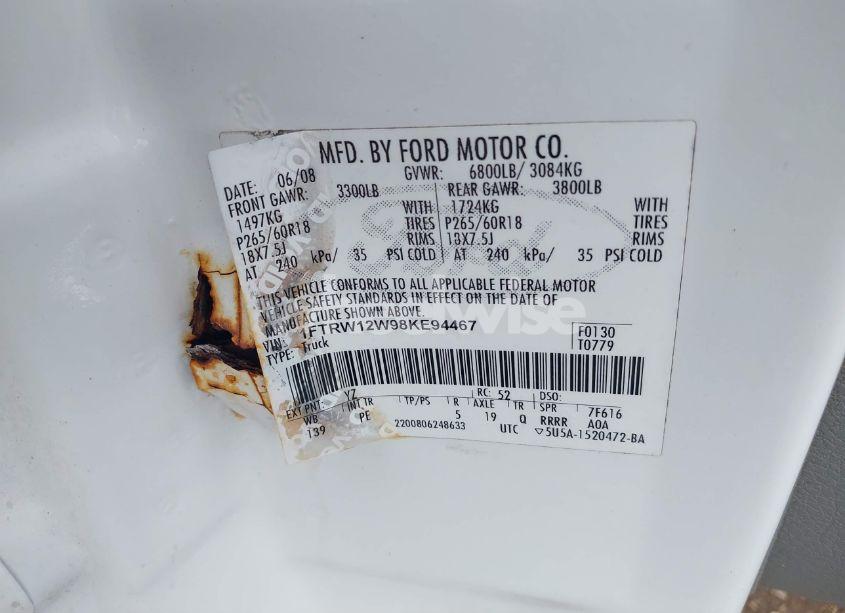 MFD. BY FORD MOTOR CO.
DATE: 06/08 GVWR: 6800LB/ 3084KG
FRONT GAWR: 3300LB REAR GAWR: 3800LB
1497KG WITH 1724KG WITH
P265/60R18 TIRES P265/60R18 TIRES
18X7.5J RIMS 18X7.5J RIMS
AT 240 kPa/ 35 PSI COLD AT 240 kPa/ 35 PSI COLD
THIS VEHICLE CONFORMS TO ALL APPLICABLE FEDERAL MOTOR
VEHICLE SAFETY STANDARDS IN EFFECT ON THE DATE OF
MANUFACTURE SHOWN ABOVE.
VIN: 1FTRW12W98KE94467 F0130
TYPE: Truck T0779
EXT PNT: YZ RC: 52 DSO:
WB INT TR TP/PS R AXLE TR SPR 7F616
139 PE 5 19 Q RRRR A0A
2200806248633 UTC ▽5U5A-1520472-BA
Ford